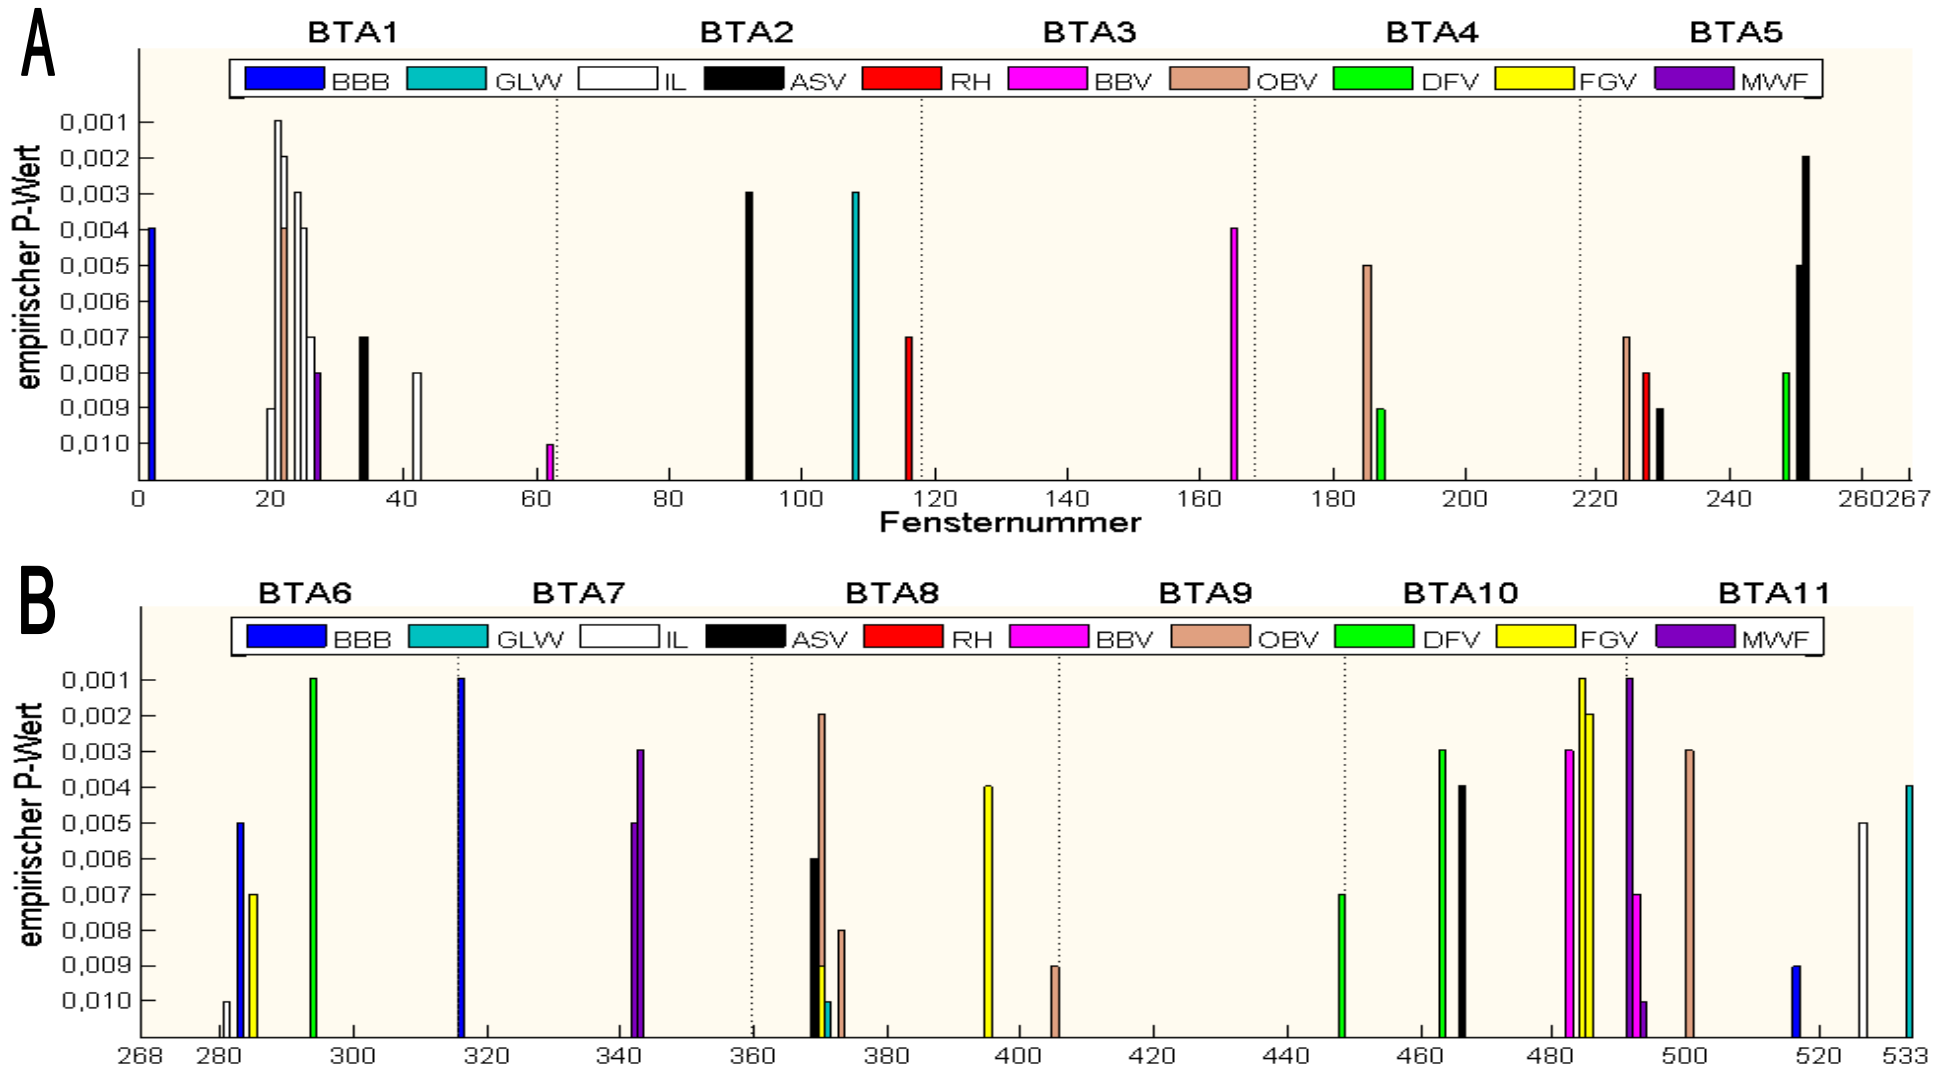 A
BTA1 BTA2 BTA3 BTA4 BTA5
BBB GLW IL ASV RH BBV OBV DFV FGV MWF
empirischer P-Wert
0,001
0,002
0,003
0,004
0,005
0,006
0,007
0,008
0,009
0,010
0 20 40 60 80 100 120 140 160 180 200 220 240 260267
Fensternummer
B
BTA6 BTA7 BTA8 BTA9 BTA10 BTA11
BBB GLW IL ASV RH BBV OBV DFV FGV MWF
empirischer P-Wert
0,001
0,002
0,003
0,004
0,005
0,006
0,007
0,008
0,009
0,010
268 280 300 320 340 360 380 400 420 440 460 480 500 520 533